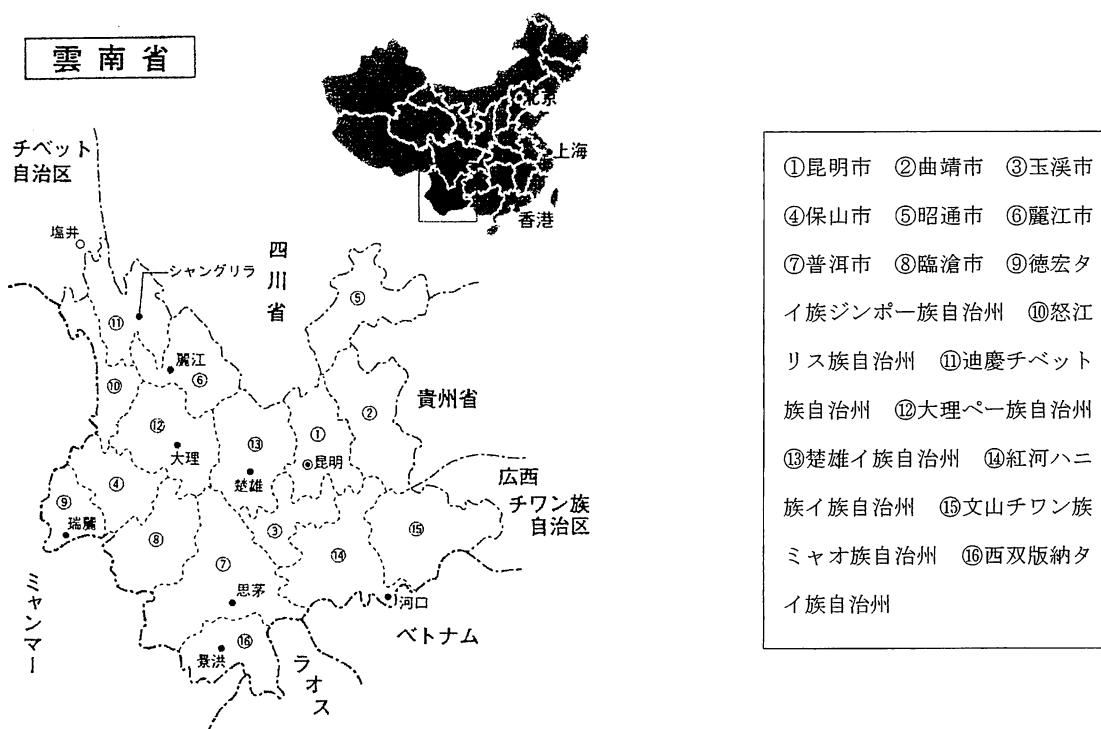 雲南省
北京
上海
香港
チベット
自治区
塩井
シャングリラ
四川省
⑤
⑪
麗江
⑥
⑩
貴州省
②
⑫
大理
⑬
楚雄
①
昆明
広西
チワン族
自治区
④
⑨
瑞麗
⑧
③
⑭
⑮
⑦
思茅
河口
ミャンマー
ベトナム
景洪
⑯
ラオス
①昆明市 ②曲靖市 ③玉溪市
④保山市 ⑤昭通市 ⑥麗江市
⑦普洱市 ⑧臨滄市 ⑨徳宏タ
イ族ジンポー族自治州 ⑩怒江
リス族自治州 ⑪迪慶チベット
族自治州 ⑫大理ペー族自治州
⑬楚雄イ族自治州 ⑭紅河ハニ
族イ族自治州 ⑮文山チワン族
ミャオ族自治州 ⑯西双版納タ
イ族自治州